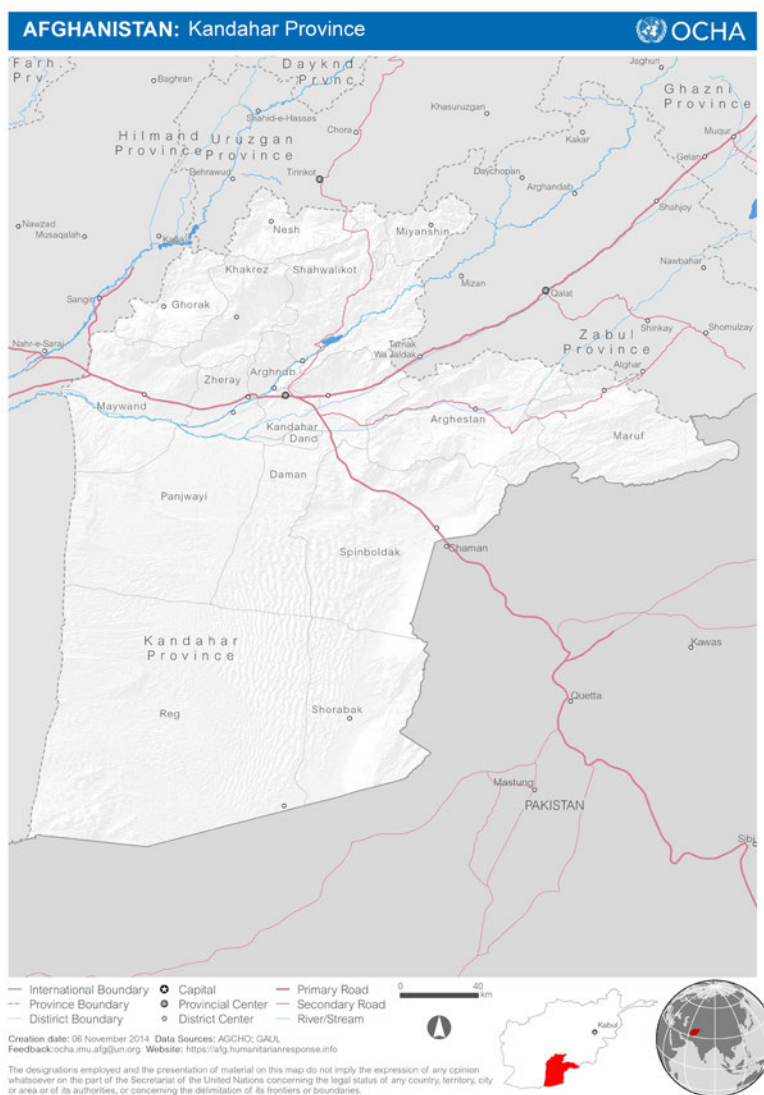 AFGHANISTAN: Kandahar Province
OCHA
Farh.
Prv.
Baghran
Dayknd
Prvnc.
Jaghuri
Ghazni
Province
Shahid-e-Hassas
Khasuruzgan
Hilmand
Province
Uruzgan
Province
Chora
Kakar
Muqur
Gelan
Dehrawud
Tirinkot
Daychopan
Arghandab
Shahjoy
Nawzad
Musaqalah
Kajaki
Nesh
Miyanshin
Nawbahar
Khakrez
Shahwalikot
Mizan
Sangin
Ghorak
Qalat
Shinkay
Shomulzay
Zabul
Province
Nahr-e-Saraj
Tarnak
Wa Jaldak
Alghar
Zheray
Arghndb
Maywand
Kandahar
Dand
Arghestan
Maruf
Daman
Panjwayi
Spinboldak
Chaman
Kandahar
Province
Kawas
Reg
Shorabak
Quetta
Mastung
PAKISTAN
Sibi
International Boundary
Province Boundary
District Boundary
Capital
Provincial Center
District Center
Primary Road
Secondary Road
River/Stream
0 40
km
Kabul
Creation date: 06 November 2014 Data Sources: AGCHO; GAUL
Feedback:ocha.imu.afg@un.org Website: https://afg.humanitarianresponse.info
The designations employed and the presentation of material on this map do not imply the expression of any opinion
whatsoever on the part of the Secretariat of the United Nations concerning the legal status of any country, territory, city
or area or of its authorities, or concerning the delimitation of its frontiers or boundaries.